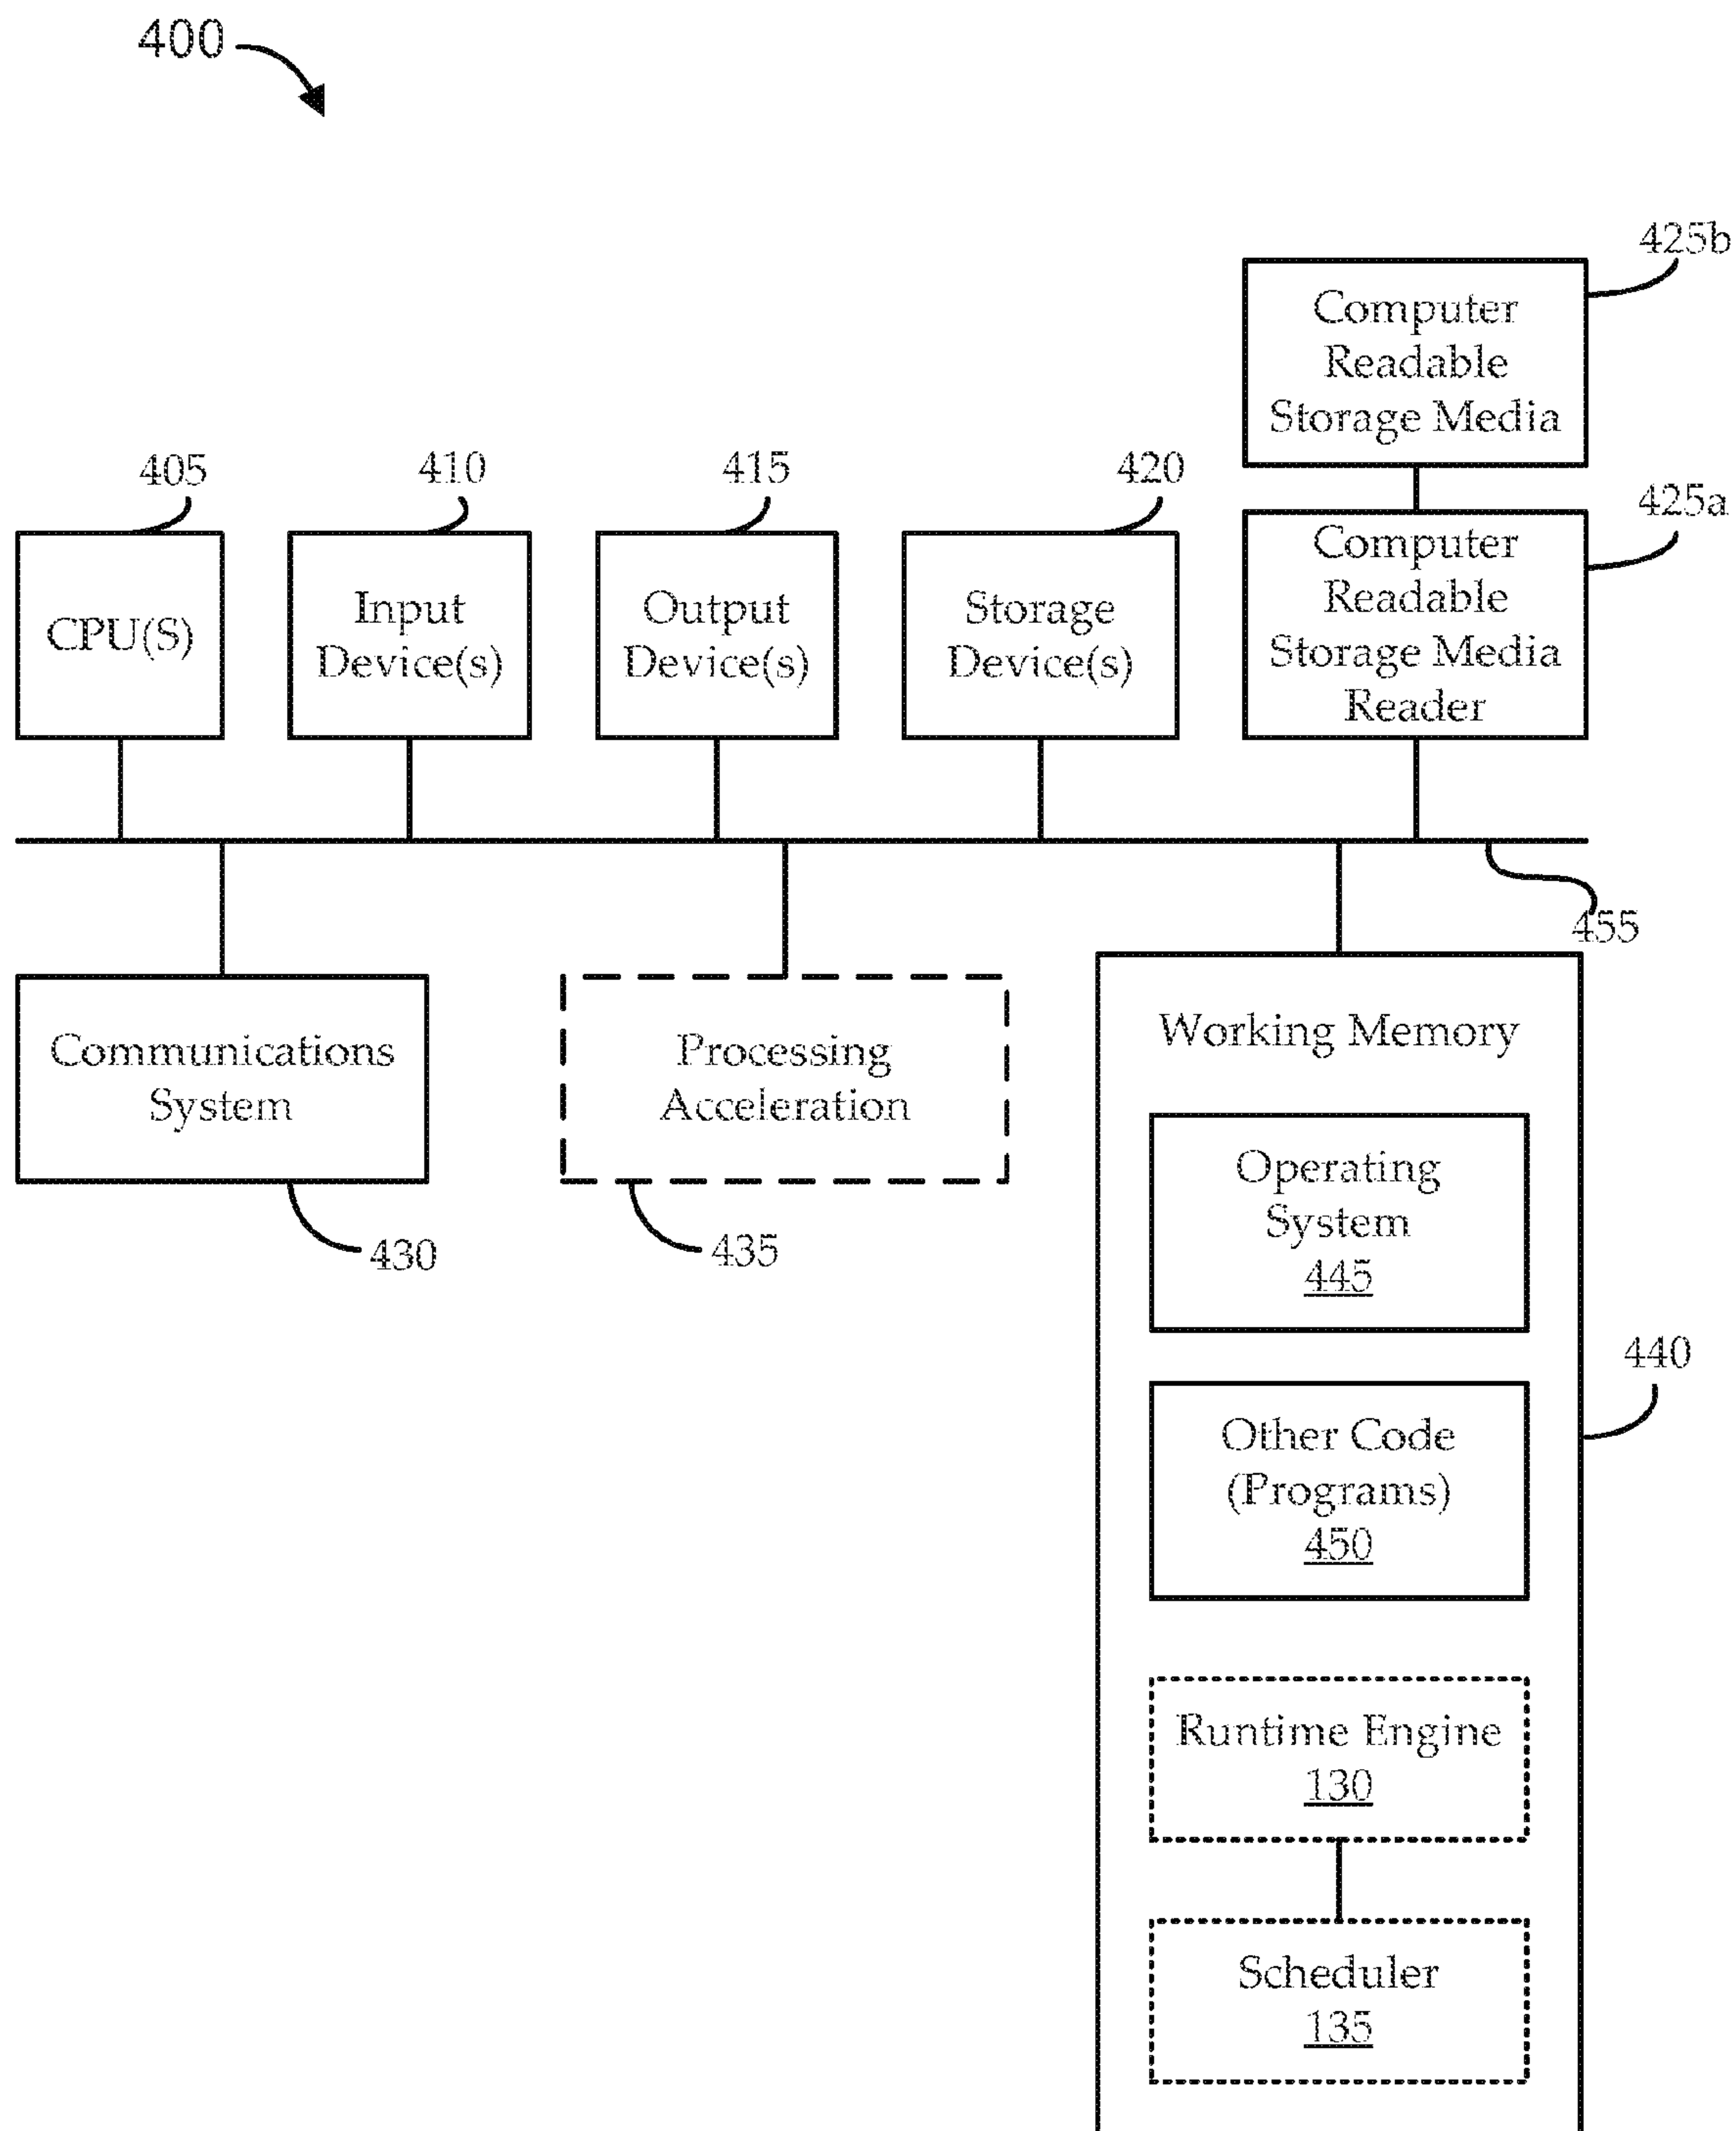 400
425b
Computer
Readable
Storage Media
405
410
415
420
425a
CPU(S)
Input
Device(s)
Output
Device(s)
Storage
Device(s)
Computer
Readable
Storage Media
Reader
455
Communications
System
430
Processing
Acceleration
435
Working Memory
Operating
System
445
440
Other Code
(Programs)
450
Runtime Engine
130
Scheduler
135